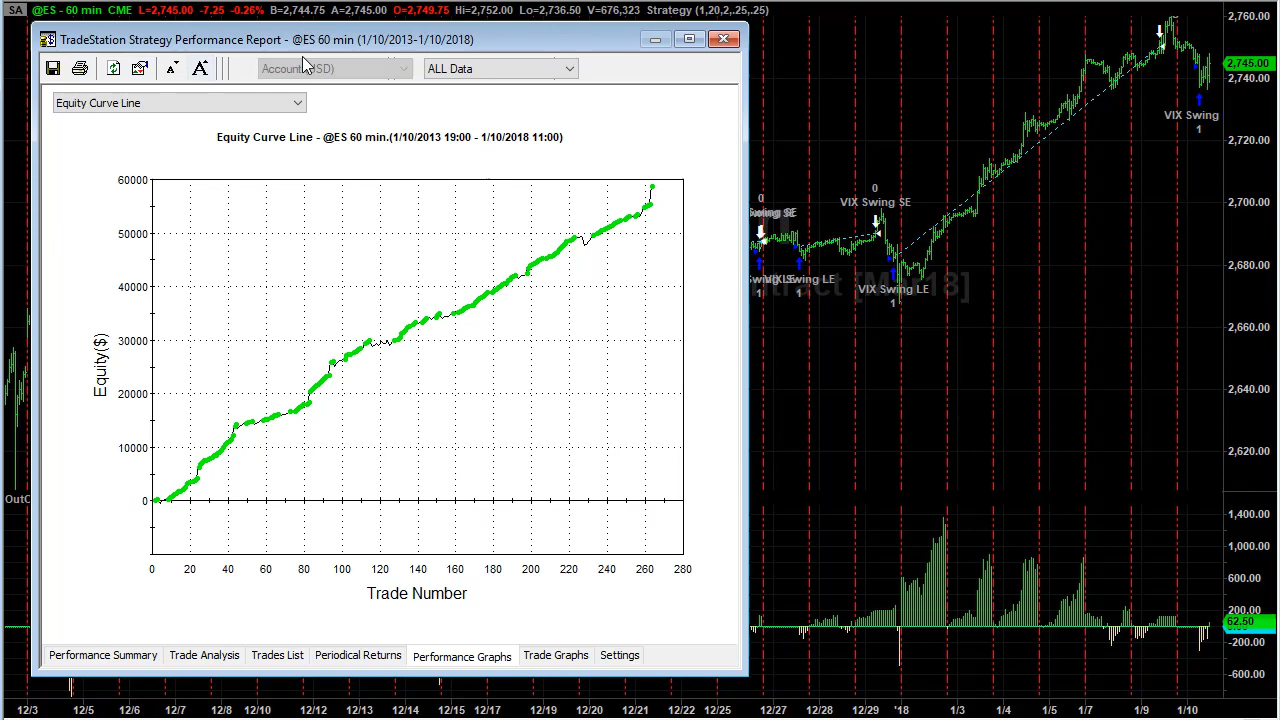 SA @ES - 60 min CME L=2,745.00 -7.25 -0.26% B=2,744.75 A=2,745.00 O=2,749.75 Hi=2,752.00 Lo=2,736.50 V=676,323 Strategy (1,20,2,.25,.25)
TradeStation Strategy Performance Report - @ES 60 min (1/10/2013-1/10/2018)
ALL Data
Equity Curve Line
Equity Curve Line - @ES 60 min.(1/10/2013 19:00 - 1/10/2018 11:00)
Equity($)
60000
50000
40000
30000
20000
10000
0
0 20 40 60 80 100 120 140 160 180 200 220 240 260 280
Trade Number
Performance Summary Trade Analysis Trades List Periodical Returns Performance Graphs Trade Graphs Settings
0
VIX Swing SE
0
Swing SE
VIX Swing LE
1
Swing LE
1
1
VIX Swing
1
2,760.00
2,745.00
2,740.00
2,720.00
2,700.00
2,680.00
2,660.00
2,640.00
2,620.00
1,400.00
1,000.00
600.00
200.00
62.50
-200.00
-600.00
12/3 12/5 12/6 12/7 12/8 12/10 12/12 12/13 12/14 12/15 12/17 12/19 12/20 12/21 12/22 12/25 12/27 12/28 12/29 '18 1/3 1/4 1/5 1/7 1/9 1/10